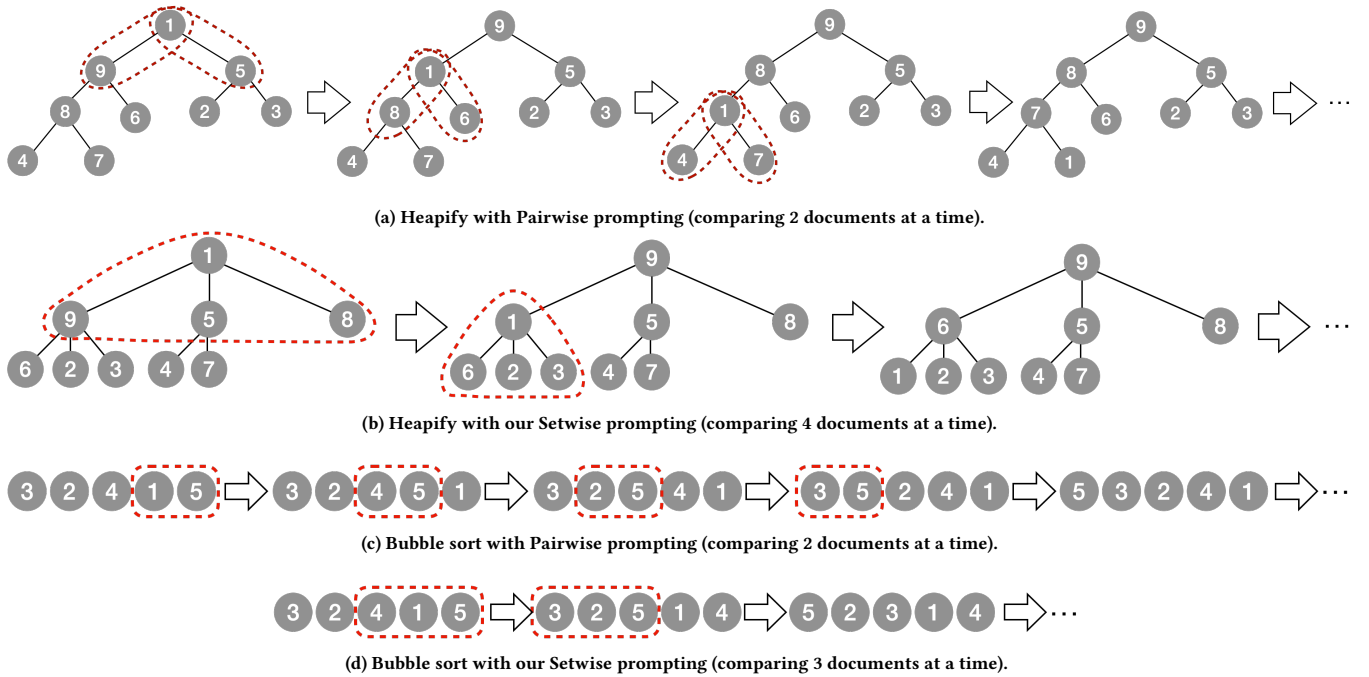 1 9 9 9
9 5 1 5 8 5 8 5
8 6 2 3 8 6 2 3 1 6 2 3 7 6 2 3 ...
4 7 4 7 4 7 4 1
(a) Heapify with Pairwise prompting (comparing 2 documents at a time).
1 9 9
9 5 8 1 5 8 6 5 8 ...
6 2 3 4 7 6 2 3 4 7 1 2 3 4 7
(b) Heapify with our Setwise prompting (comparing 4 documents at a time).
3 2 4 1 5 3 2 4 5 1 3 2 5 4 1 3 5 2 4 1 5 3 2 4 1 ...
(c) Bubble sort with Pairwise prompting (comparing 2 documents at a time).
3 2 4 1 5 3 2 5 1 4 5 2 3 1 4 ...
(d) Bubble sort with our Setwise prompting (comparing 3 documents at a time).